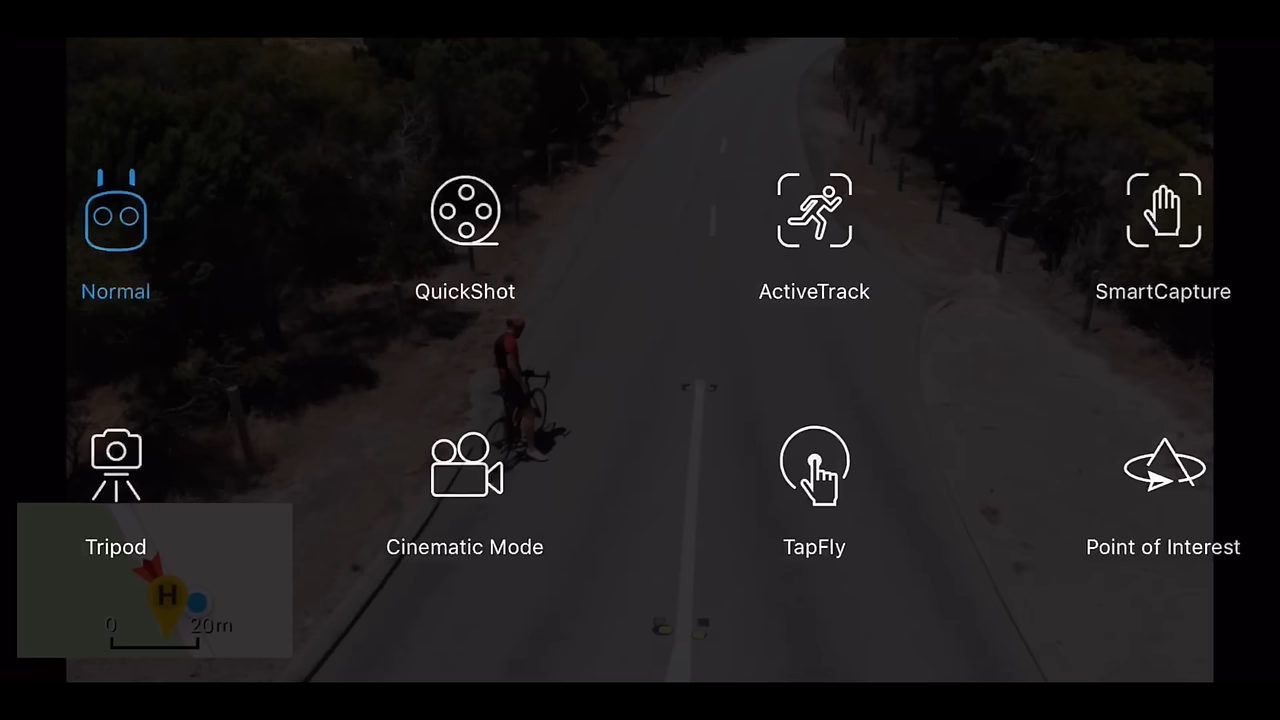 Normal
QuickShot
ActiveTrack
SmartCapture
Tripod
Cinematic Mode
TapFly
Point of Interest
H
0 20m